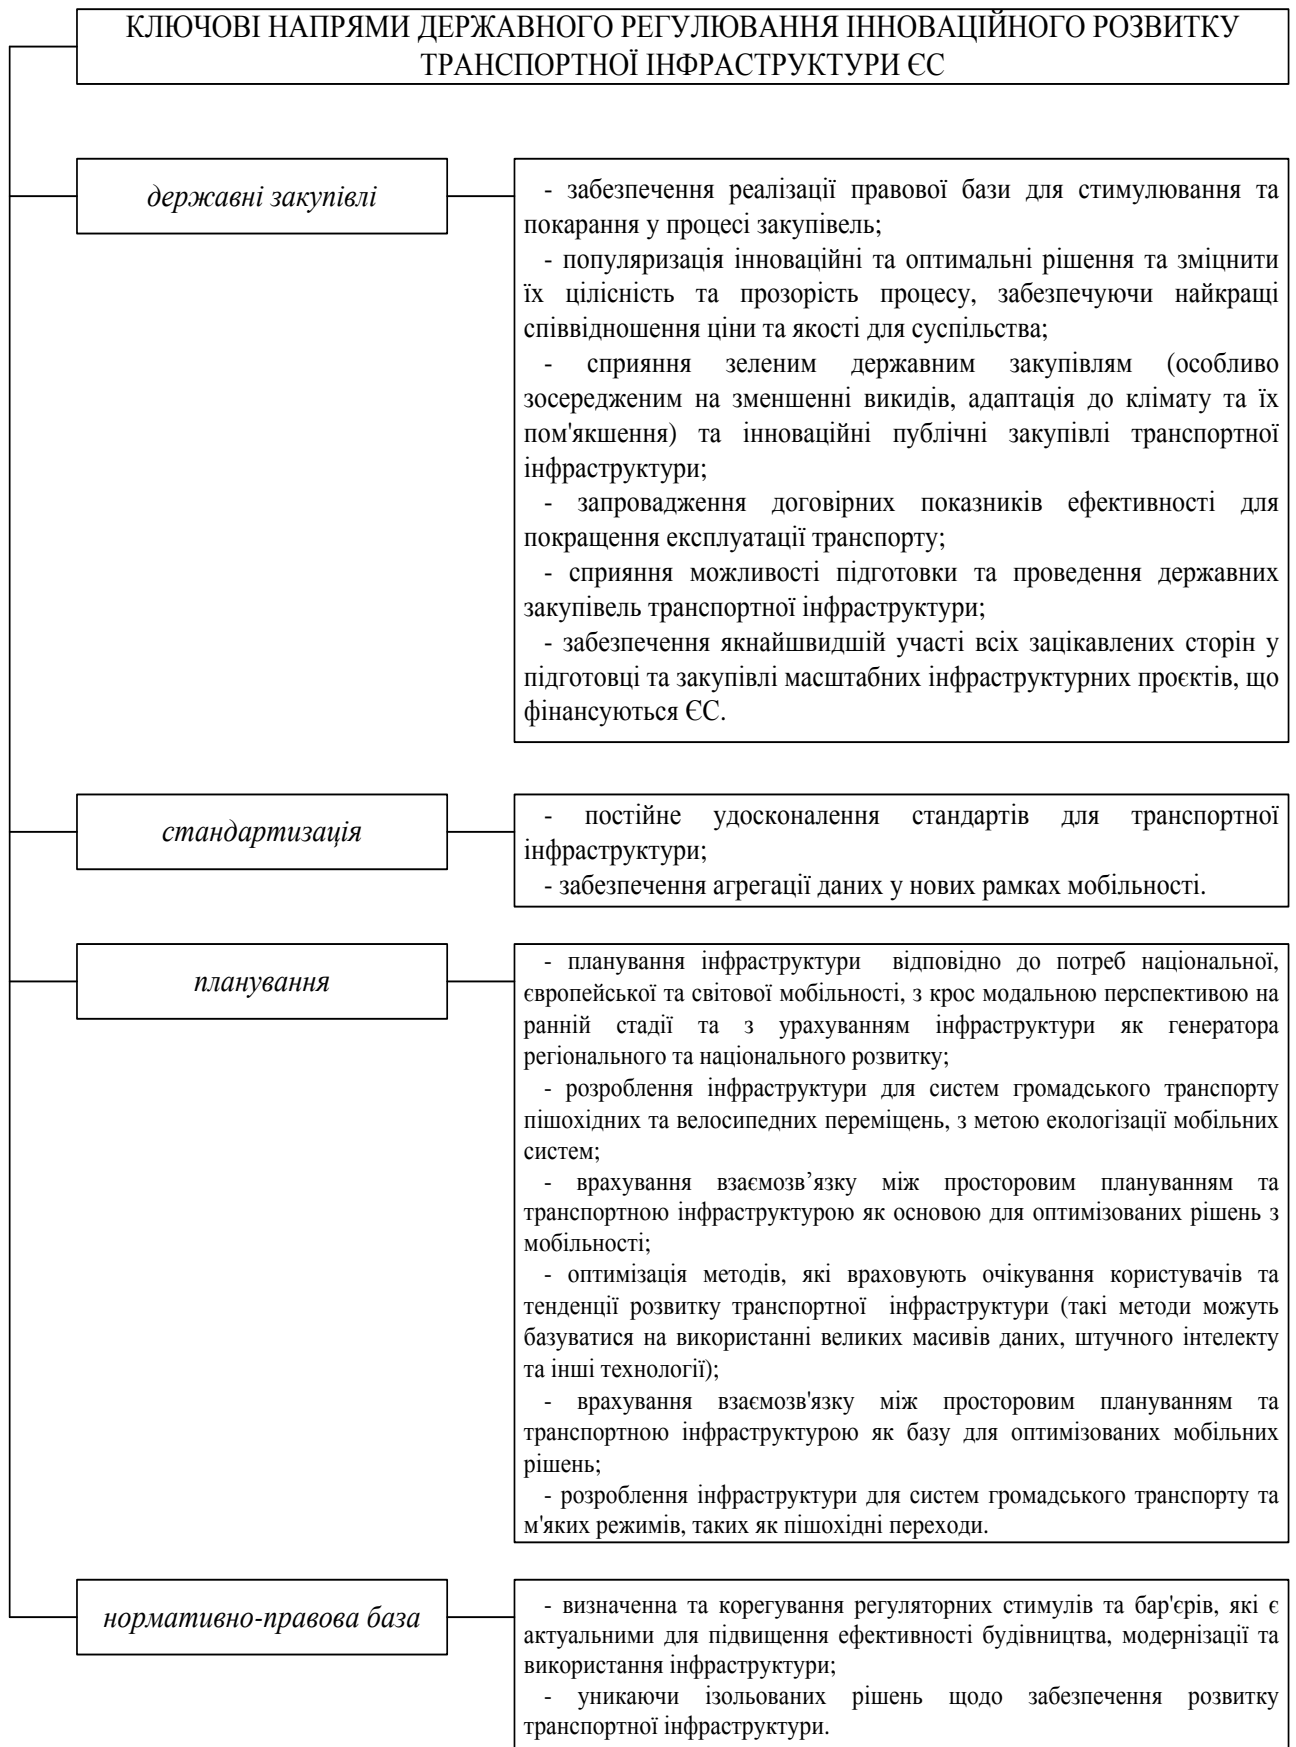 КЛЮЧОВІ НАПРЯМИ ДЕРЖАВНОГО РЕГУЛЮВАННЯ ІННОВАЦІЙНОГО РОЗВИТКУ
ТРАНСПОРТНОЇ ІНФРАСТРУКТУРИ ЄС
державні закупівлі
- забезпечення реалізації правової бази для стимулювання та
покарання у процесі закупівель;
- популяризація інноваційні та оптимальні рішення та зміцнити
їх цілісність та прозорість процесу, забезпечуючи найкращі
співвідношення ціни та якості для суспільства;
- сприяння зеленим державним закупівлям (особливо
зосередженим на зменшенні викидів, адаптація до клімату та їх
пом'якшення) та інноваційні публічні закупівлі транспортної
інфраструктури;
- запровадження договірних показників ефективності для
покращення експлуатації транспорту;
- сприяння можливості підготовки та проведення державних
закупівель транспортної інфраструктури;
- забезпечення якнайшвидшій участі всіх зацікавлених сторін у
підготовці та закупівлі масштабних інфраструктурних проєктів, що
фінансуються ЄС.
стандартизація
- постійне удосконалення стандартів для транспортної
інфраструктури;
- забезпечення агрегації даних у нових рамках мобільності.
планування
- планування інфраструктури відповідно до потреб національної,
європейської та світової мобільності, з крос модальною перспективою на
ранній стадії та з урахуванням інфраструктури як генератора
регіонального та національного розвитку;
- розроблення інфраструктури для систем громадського транспорту
пішохідних та велосипедних переміщень, з метою екологізації мобільних
систем;
- врахування взаємозв’язку між просторовим плануванням та
транспортною інфраструктурою як основою для оптимізованих рішень з
мобільності;
- оптимізація методів, які враховують очікування користувачів та
тенденції розвитку транспортної інфраструктури (такі методи можуть
базуватися на використанні великих масивів даних, штучного інтелекту
та інші технології);
- врахування взаємозв'язку між просторовим плануванням та
транспортною інфраструктурою як базу для оптимізованих мобільних
рішень;
- розроблення інфраструктури для систем громадського транспорту та
м'яких режимів, таких як пішохідні переходи.
нормативно-правова база
- визначенна та корегування регуляторних стимулів та бар'єрів, які є
актуальними для підвищення ефективності будівництва, модернізації та
використання інфраструктури;
- уникаючи ізольованих рішень щодо забезпечення розвитку
транспортної інфраструктури.